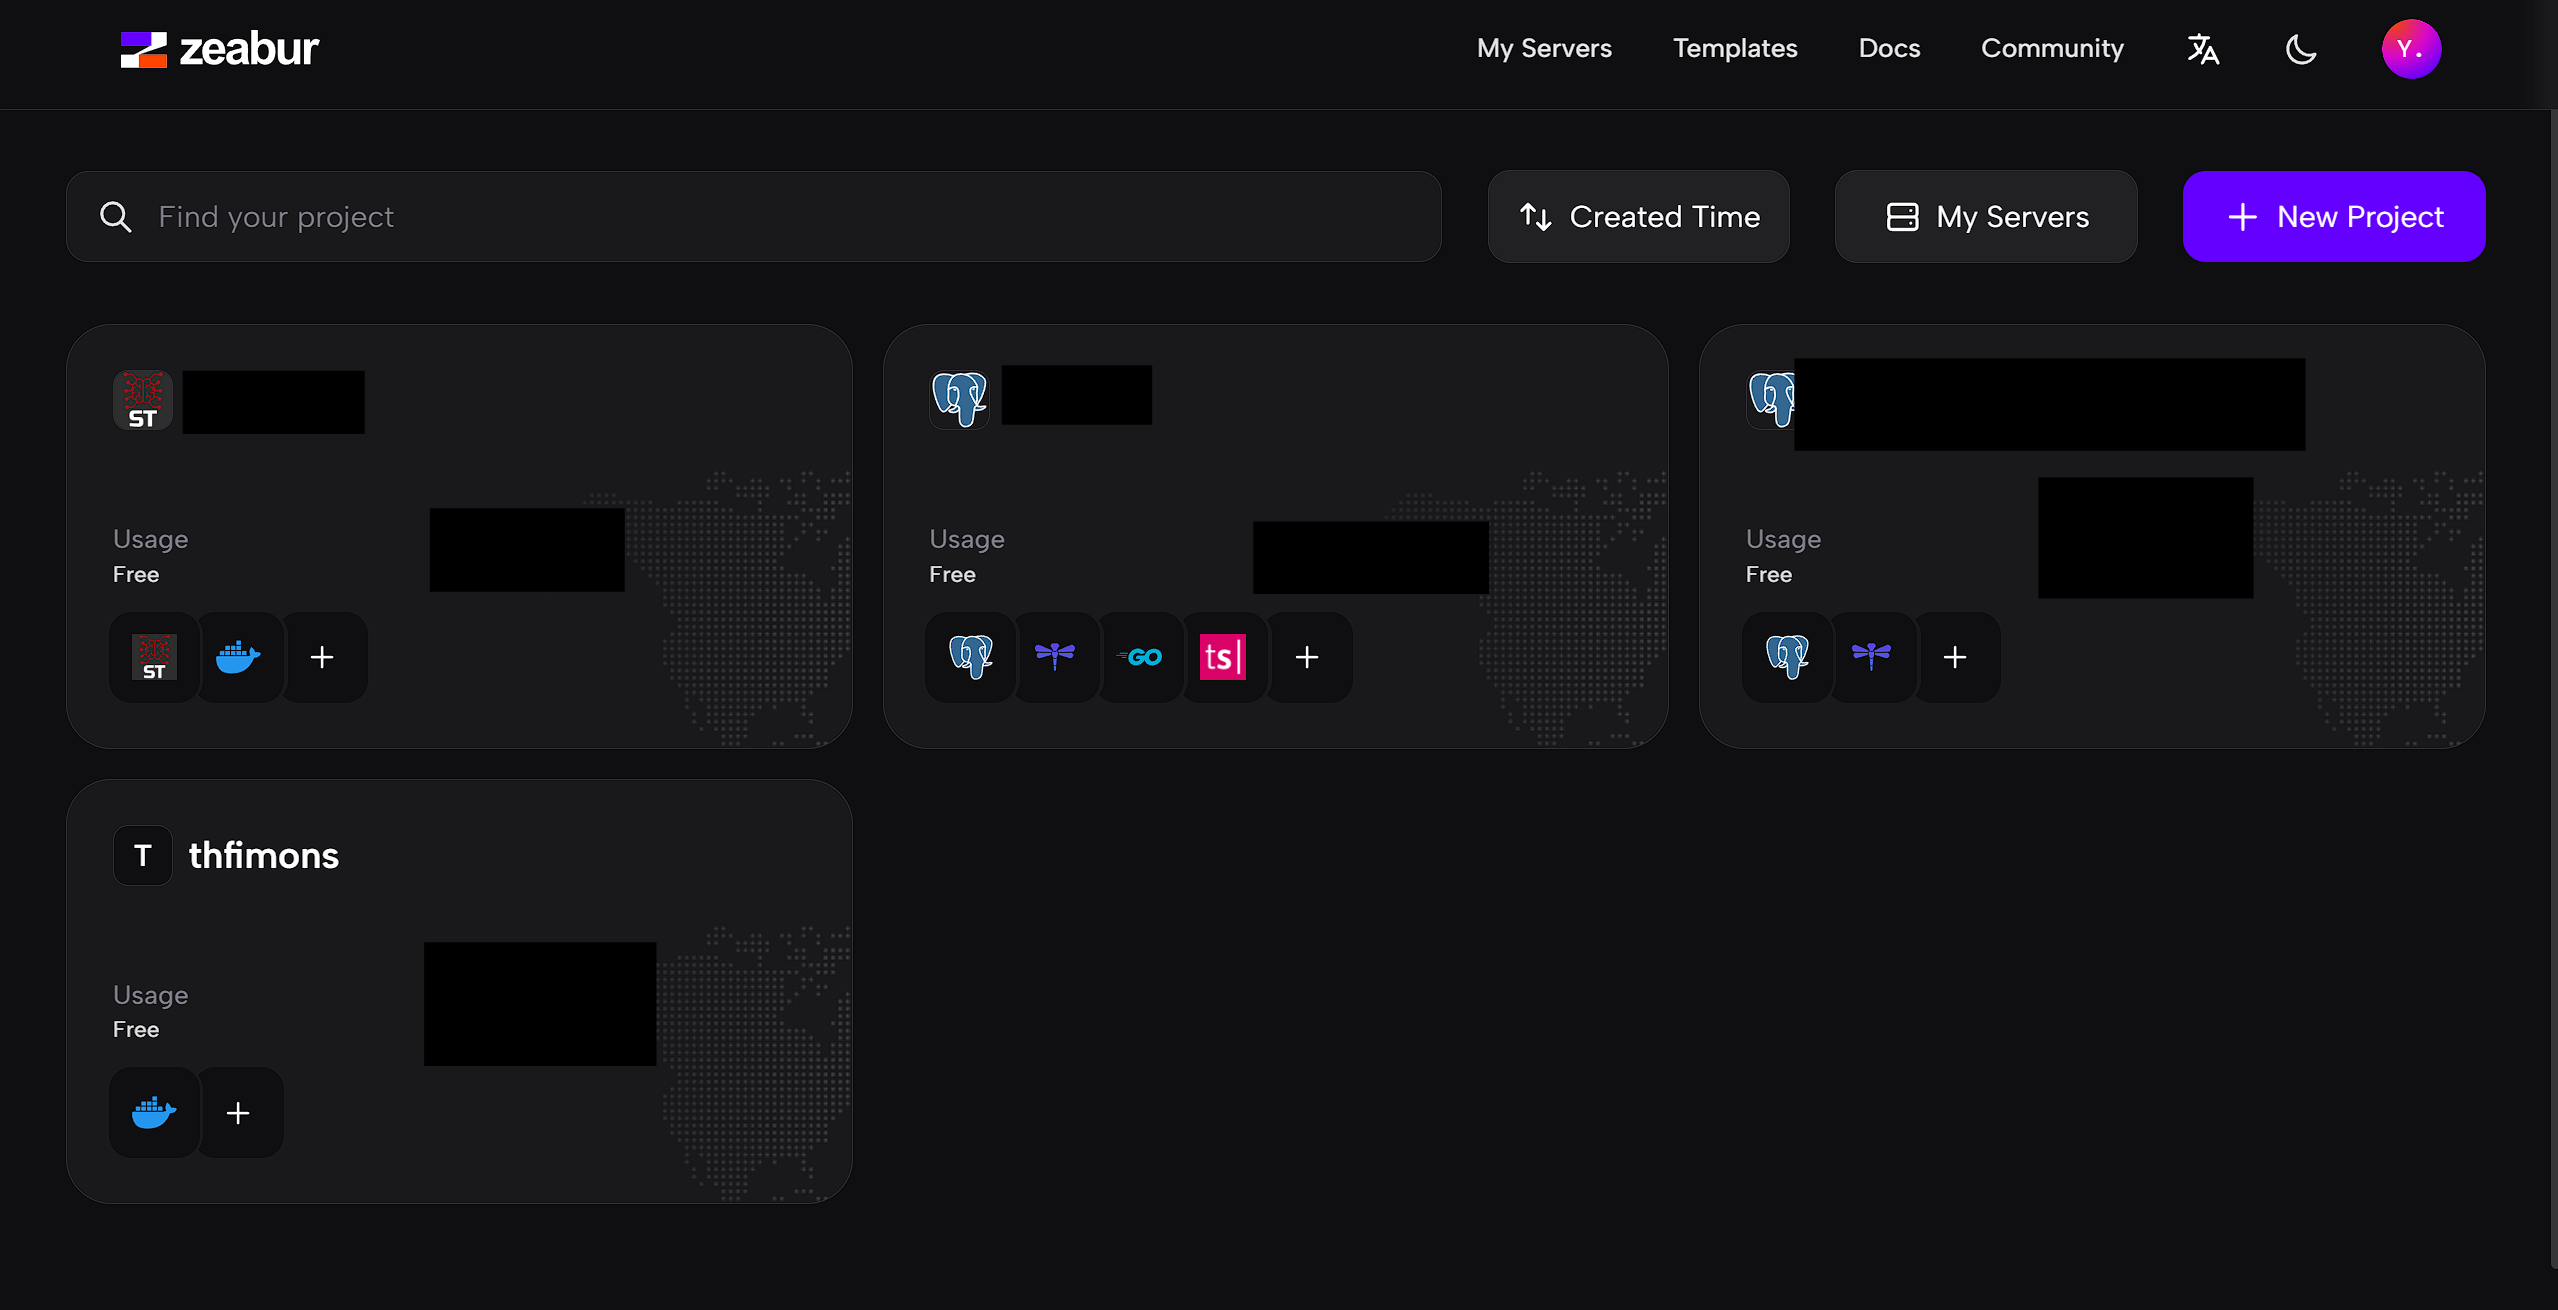 zeabur
My Servers
Templates
Docs
Community
Y.
Find your project
Created Time
My Servers
New Project
ST
Usage
Free
ST
Usage
Free
GO
ts
Usage
Free
T
thfimons
Usage
Free